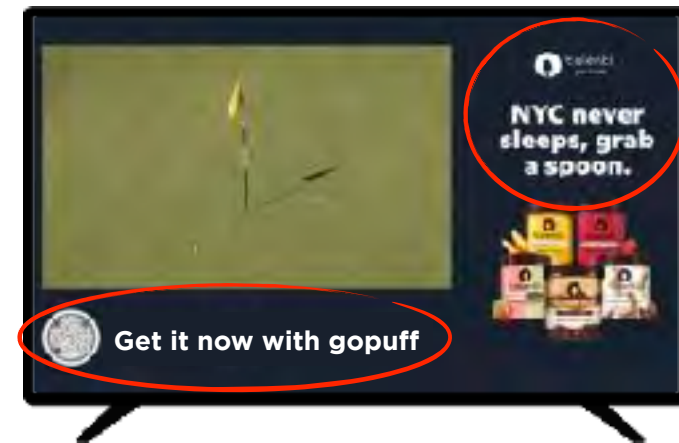 talenti
NYC never
sleeps, grab
a spoon.
Get it now with gopuff